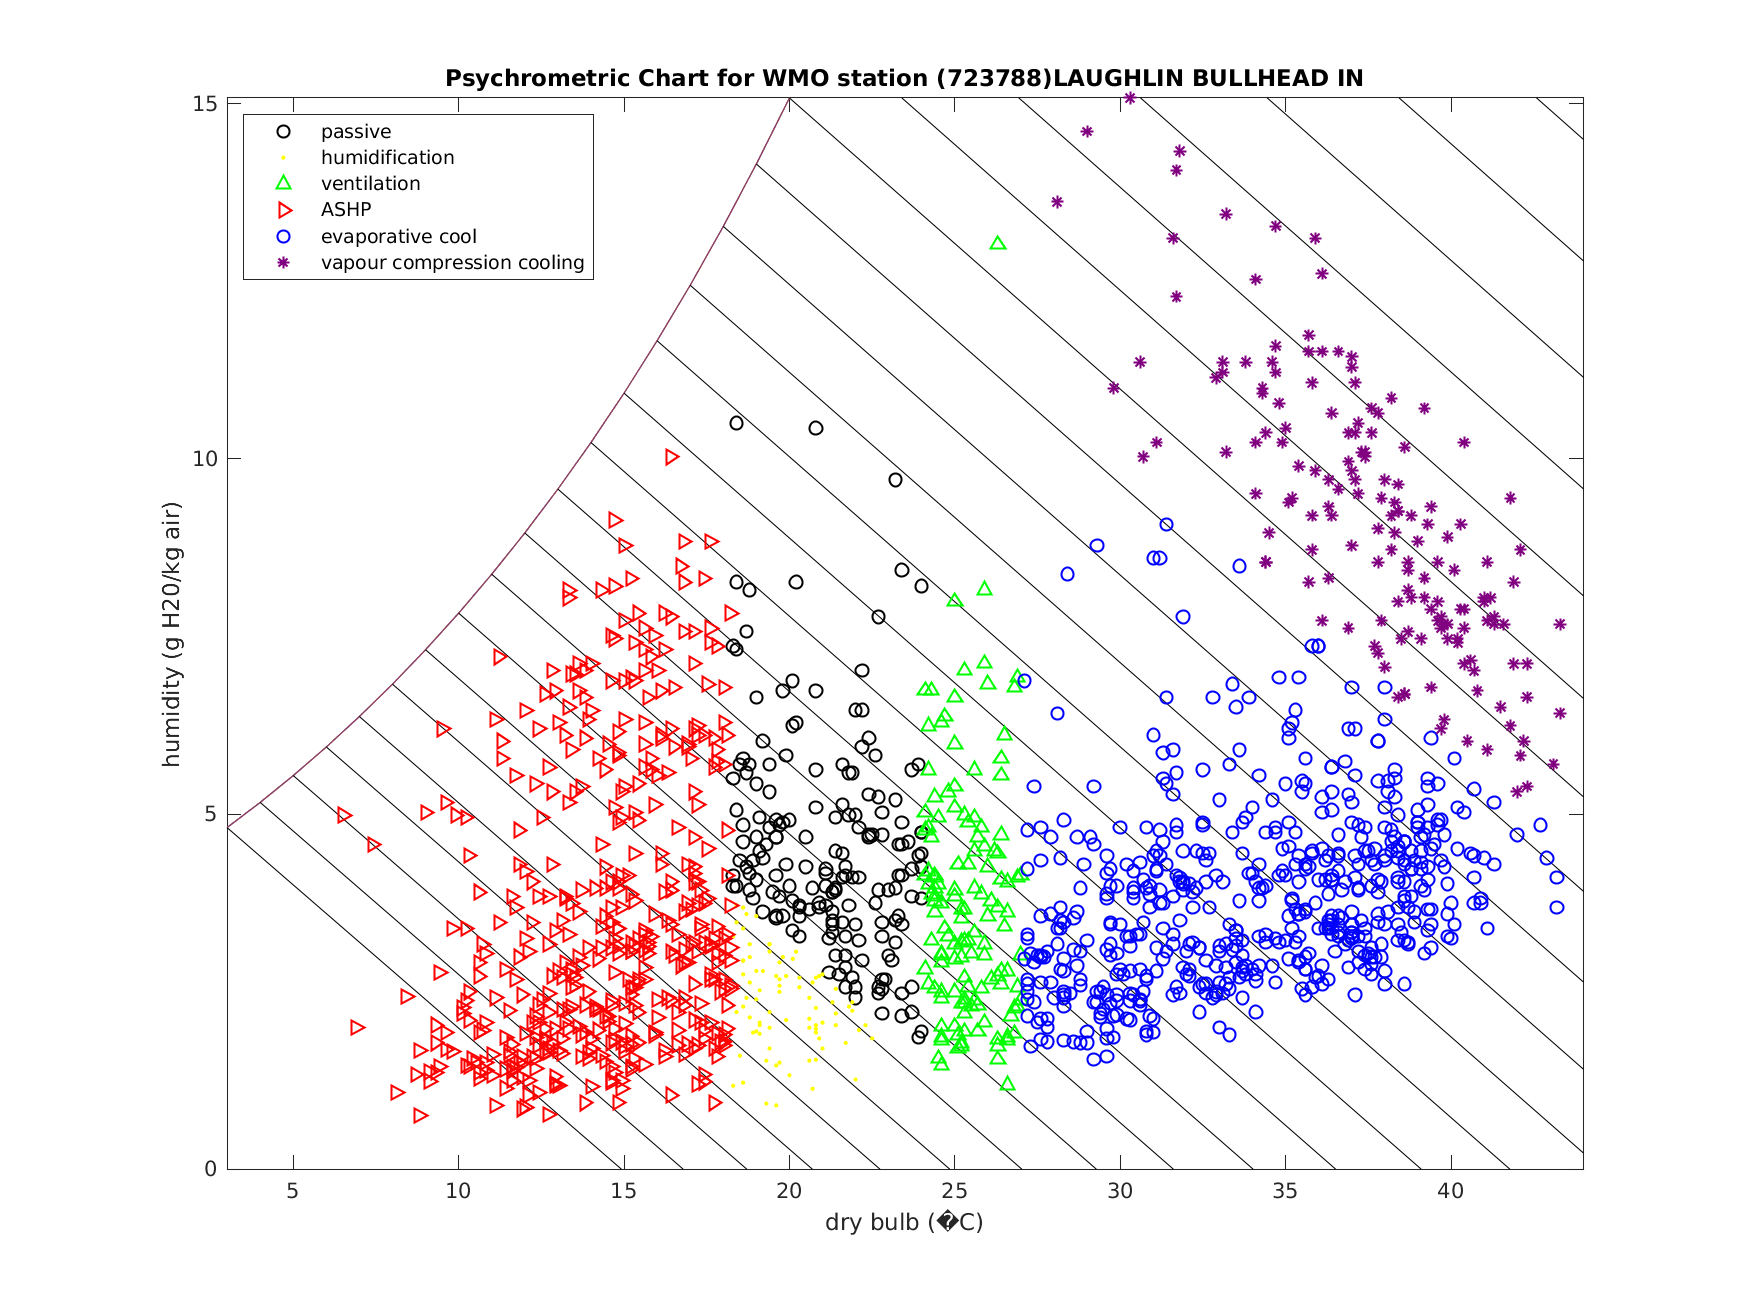 Psychrometric Chart for WMO station (723788)LAUGHLIN BULLHEAD IN
15
10
5
0
humidity (g H20/kg air)
passive
humidification
ventilation
ASHP
evaporative cool
vapour compression cooling
5 10 15 20 25 30 35 40
dry bulb (�C)